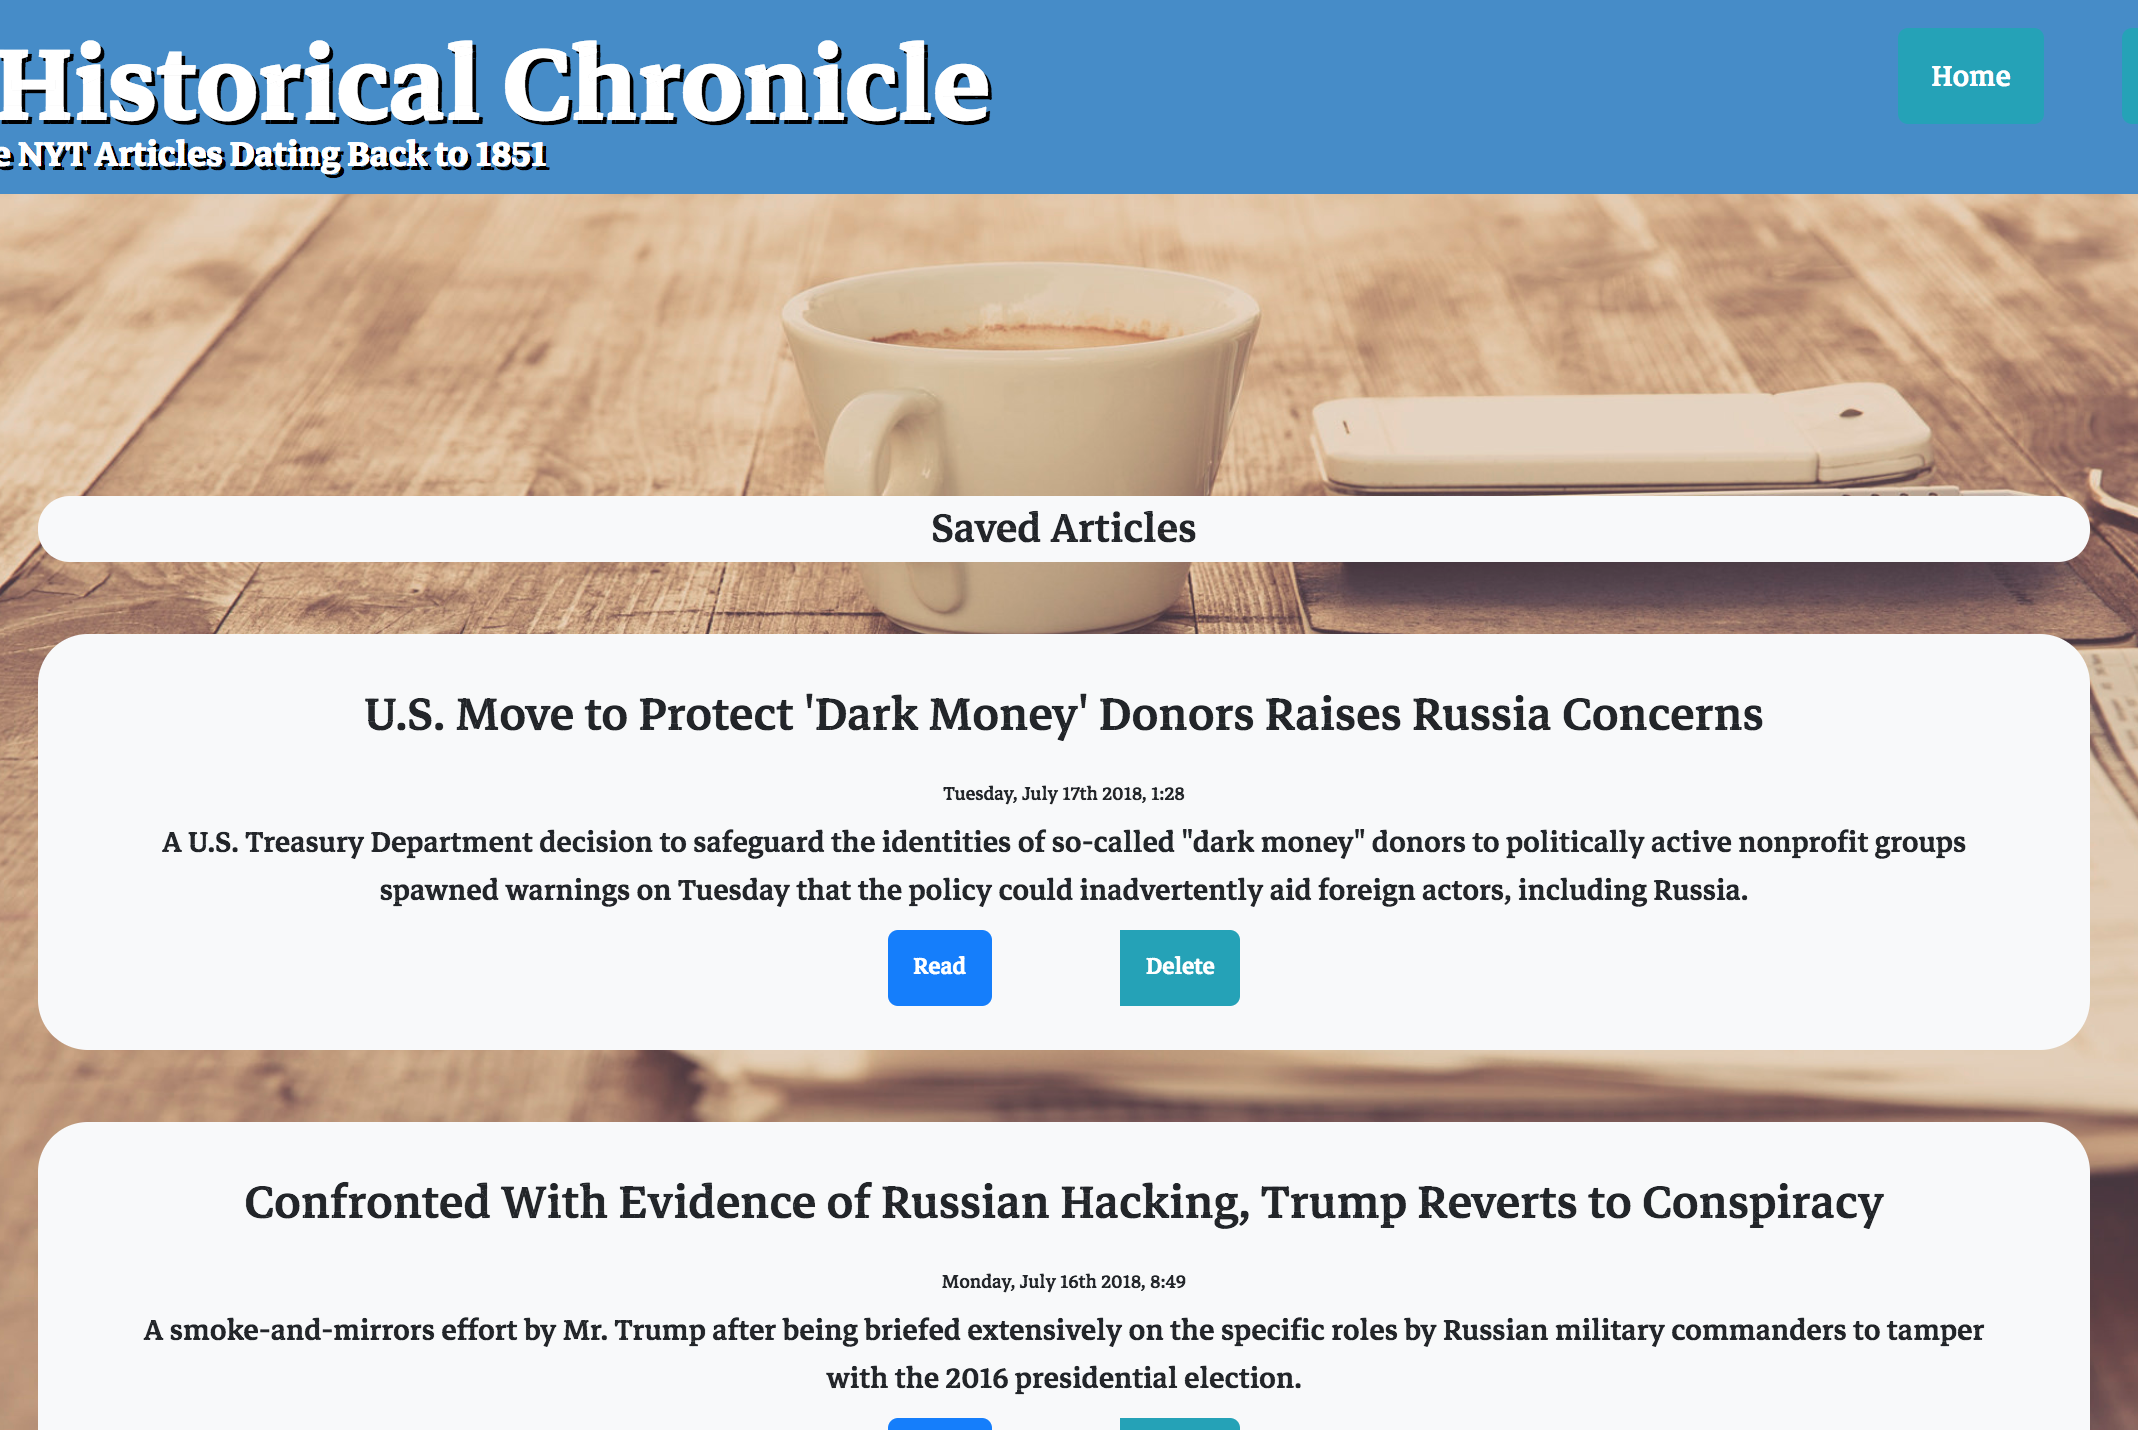 Historical Chronicle
Home
e NYT Articles Dating Back to 1851
Saved Articles
U.S. Move to Protect 'Dark Money' Donors Raises Russia Concerns
Tuesday, July 17th 2018, 1:28
A U.S. Treasury Department decision to safeguard the identities of so-called "dark money" donors to politically active nonprofit groups
spawned warnings on Tuesday that the policy could inadvertently aid foreign actors, including Russia.
Read
Delete
Confronted With Evidence of Russian Hacking, Trump Reverts to Conspiracy
Monday, July 16th 2018, 8:49
A smoke-and-mirrors effort by Mr. Trump after being briefed extensively on the specific roles by Russian military commanders to tamper
with the 2016 presidential election.